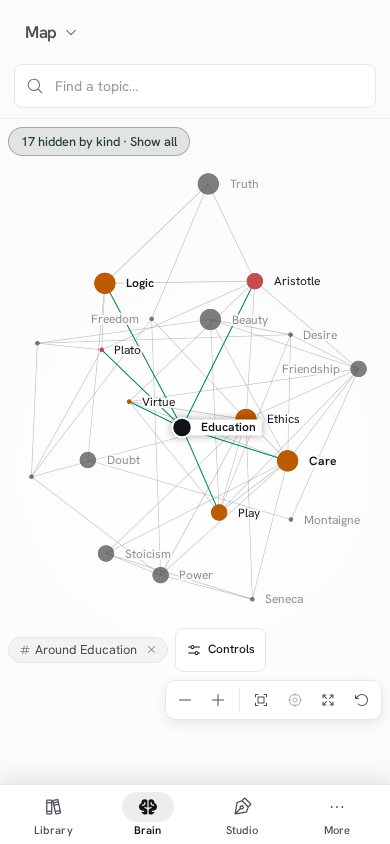 Map
Find a topic...
17 hidden by kind · Show all
Truth
Logic
Aristotle
Freedom
Beauty
Desire
Plato
Friendship
Virtue
Ethics
Education
Doubt
Care
Play
Montaigne
Stoicism
Power
Seneca
# Around Education ×
Controls
Library
Brain
Studio
More